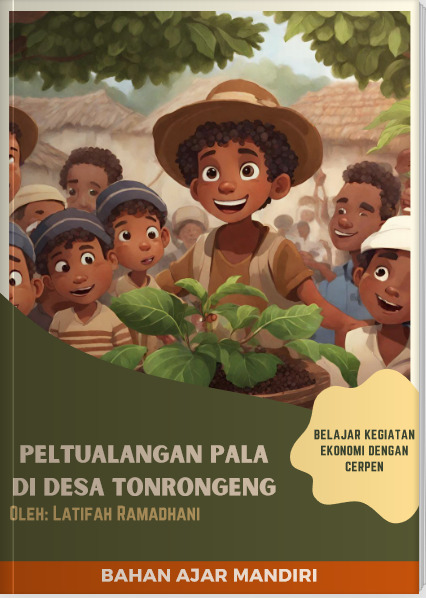 BELAJAR KEGIATAN
EKONOMI DENGAN
CERPEN
PELTUALANGAN PALA
DI DESA TONRONGENG
OLEH: LATIFAH RAMADHANI
BAHAN AJAR MANDIRI